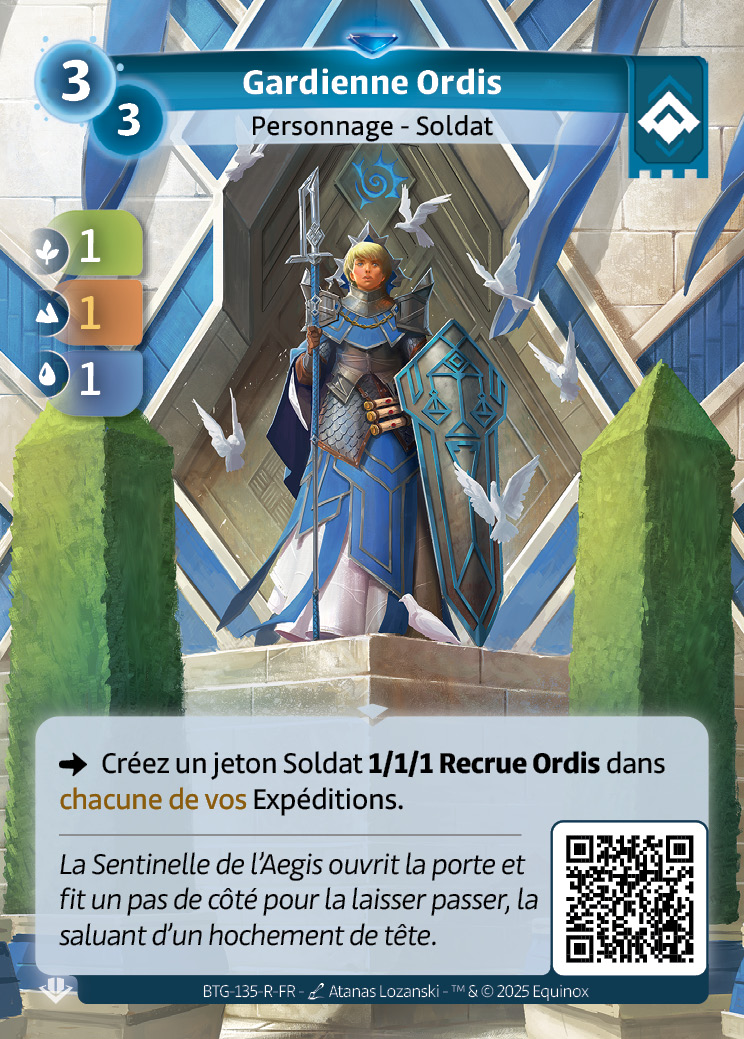 3
Gardienne Ordis
3
Personnage - Soldat
1
1
1
Créez un jeton Soldat 1/1/1 Recrue Ordis dans
chacune de vos Expéditions.
La Sentinelle de l'Aegis ouvrit la porte et
fit un pas de côté pour la laisser passer, la
saluant d'un hochement de tête.
BTG-135-R-FR - Atanas Lozanski - ™ & © 2025 Equinox